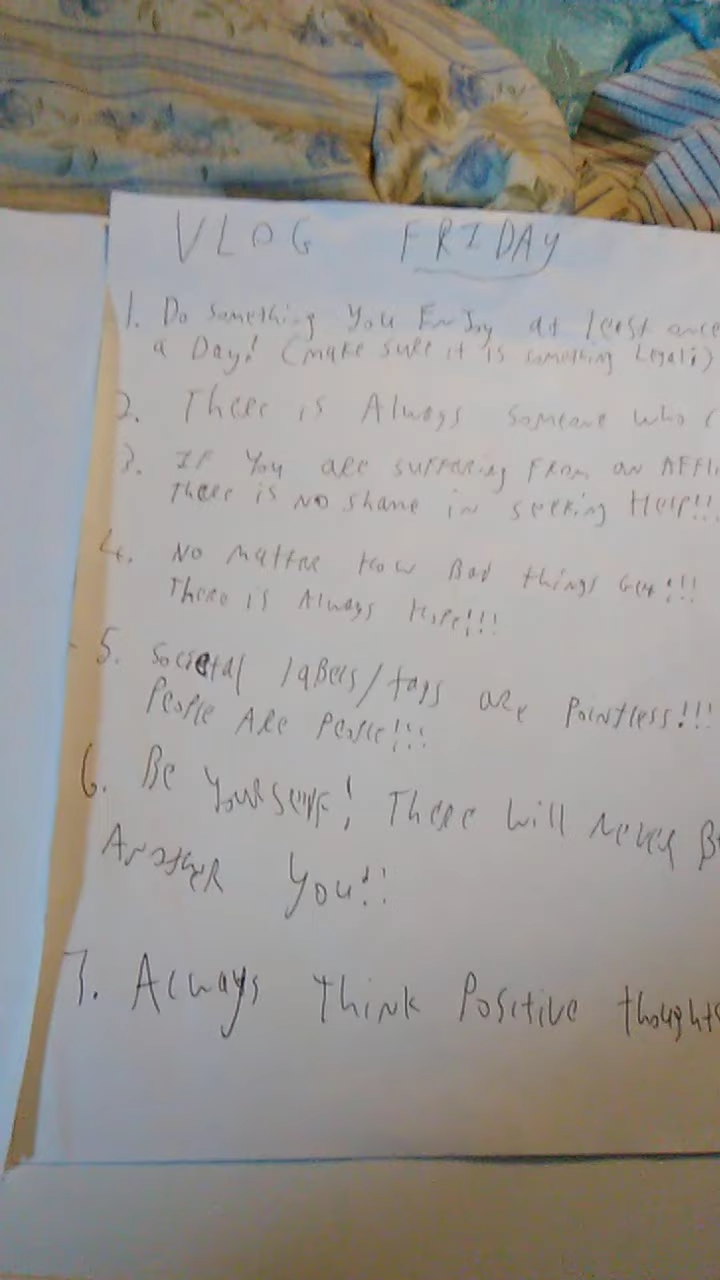 VLOG FRIDAY
1. Do something You EnJoy at least once
a Day! (make sure it is something Legal!)
2. There is Always someone who
3. IF You are suffering From an AFFLI
There is No shame in seeking Help!!!
4. No matter How Bad things Get!!!
There is Always Hope!!!
5. Societal labels/tags are Pointless!!!
People Are People!!!
6. Be Yourself! There will Never Be
Another You!!
7. Always Think Positive thoughts